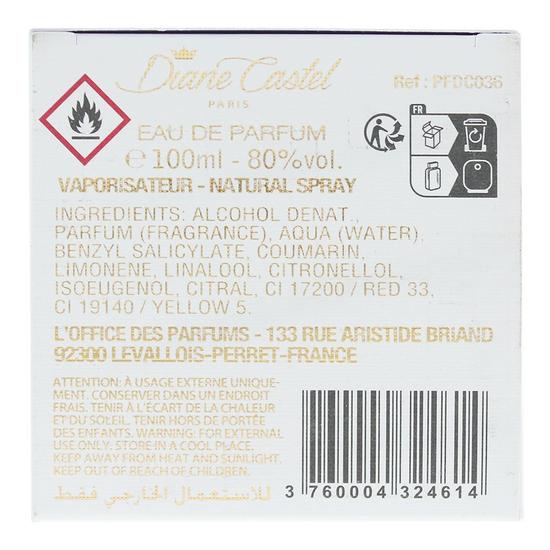 Diane Castel
PARIS
Ref : PFDC036
FR
EAU DE PARFUM
℮ 100ml - 80%vol.
VAPORISATEUR - NATURAL SPRAY
INGREDIENTS: ALCOHOL DENAT.,
PARFUM (FRAGRANCE), AQUA (WATER),
BENZYL SALICYLATE, COUMARIN,
LIMONENE, LINALOOL, CITRONELLOL,
ISOEUGENOL, CITRAL, CI 17200 / RED 33,
CI 19140 / YELLOW 5.
L'OFFICE DES PARFUMS - 133 RUE ARISTIDE BRIAND
92300 LEVALLOIS-PERRET-FRANCE
ATTENTION: À USAGE EXTERNE UNIQUE-
MENT. CONSERVER DANS UN ENDROIT
FRAIS. TENIR À L'ÉCART DE LA CHALEUR
ET DU SOLEIL. TENIR HORS DE PORTÉE
DES ENFANTS. WARNING: FOR EXTERNAL
USE ONLY. STORE IN A COOL PLACE.
KEEP AWAY FROM HEAT AND SUNLIGHT.
KEEP OUT OF REACH OF CHILDREN.
للاستعمال الخارجي فقط
3 760004 324614